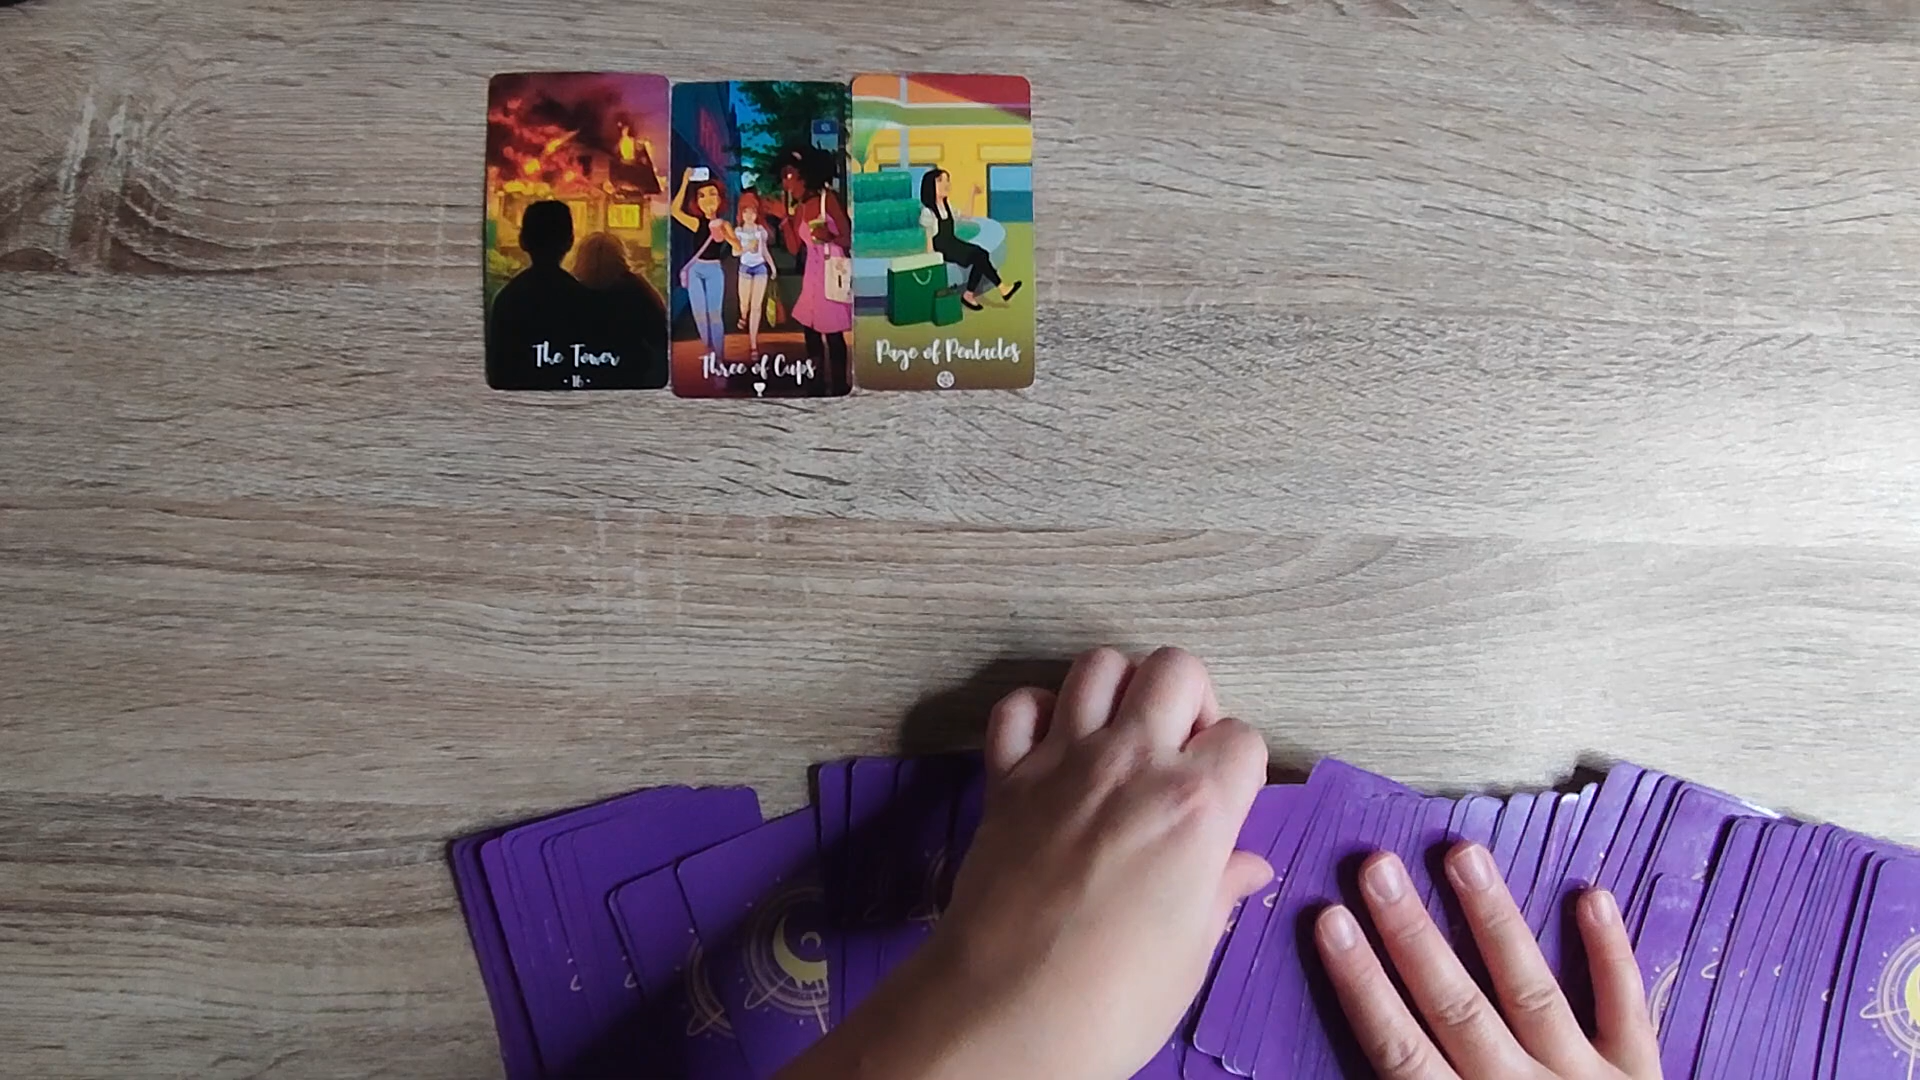 The Tower
· 16 ·
Three of Cups
Page of Pentacles